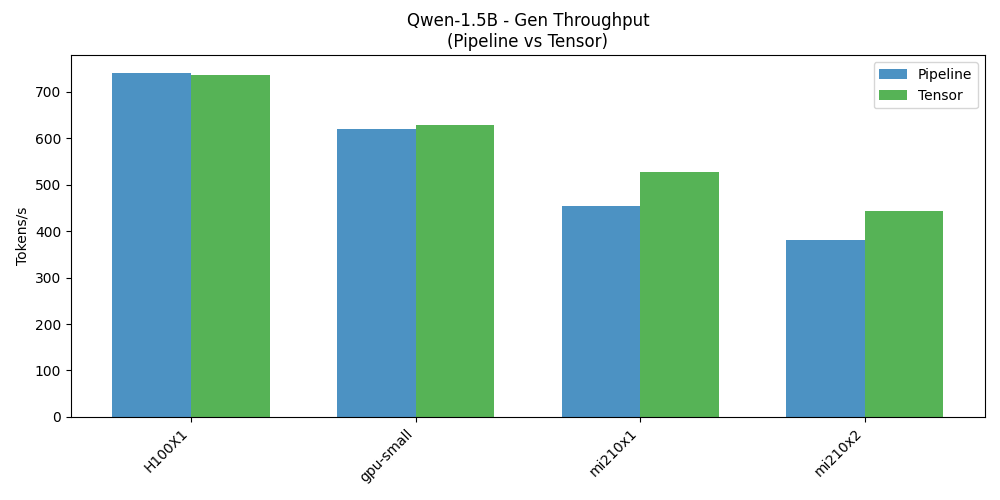 Qwen-1.5B - Gen Throughput
(Pipeline vs Tensor)
Pipeline
Tensor
Tokens/s
700
600
500
400
300
200
100
0
H100X1
gpu-small
mi210x1
mi210x2